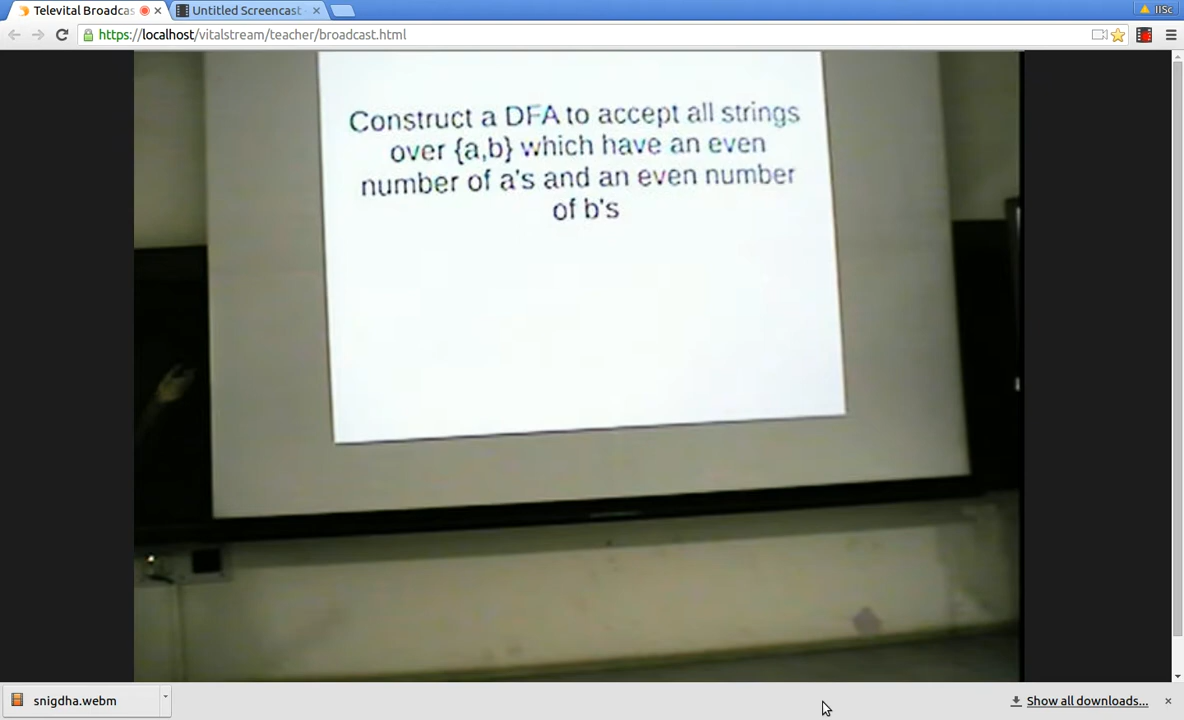 Televital Broadcas
Untitled Screencast
IISc
https://localhost/vitalstream/teacher/broadcast.html
Construct a DFA to accept all strings
over {a,b} which have an even
number of a's and an even number
of b's
snigdha.webm
Show all downloads...